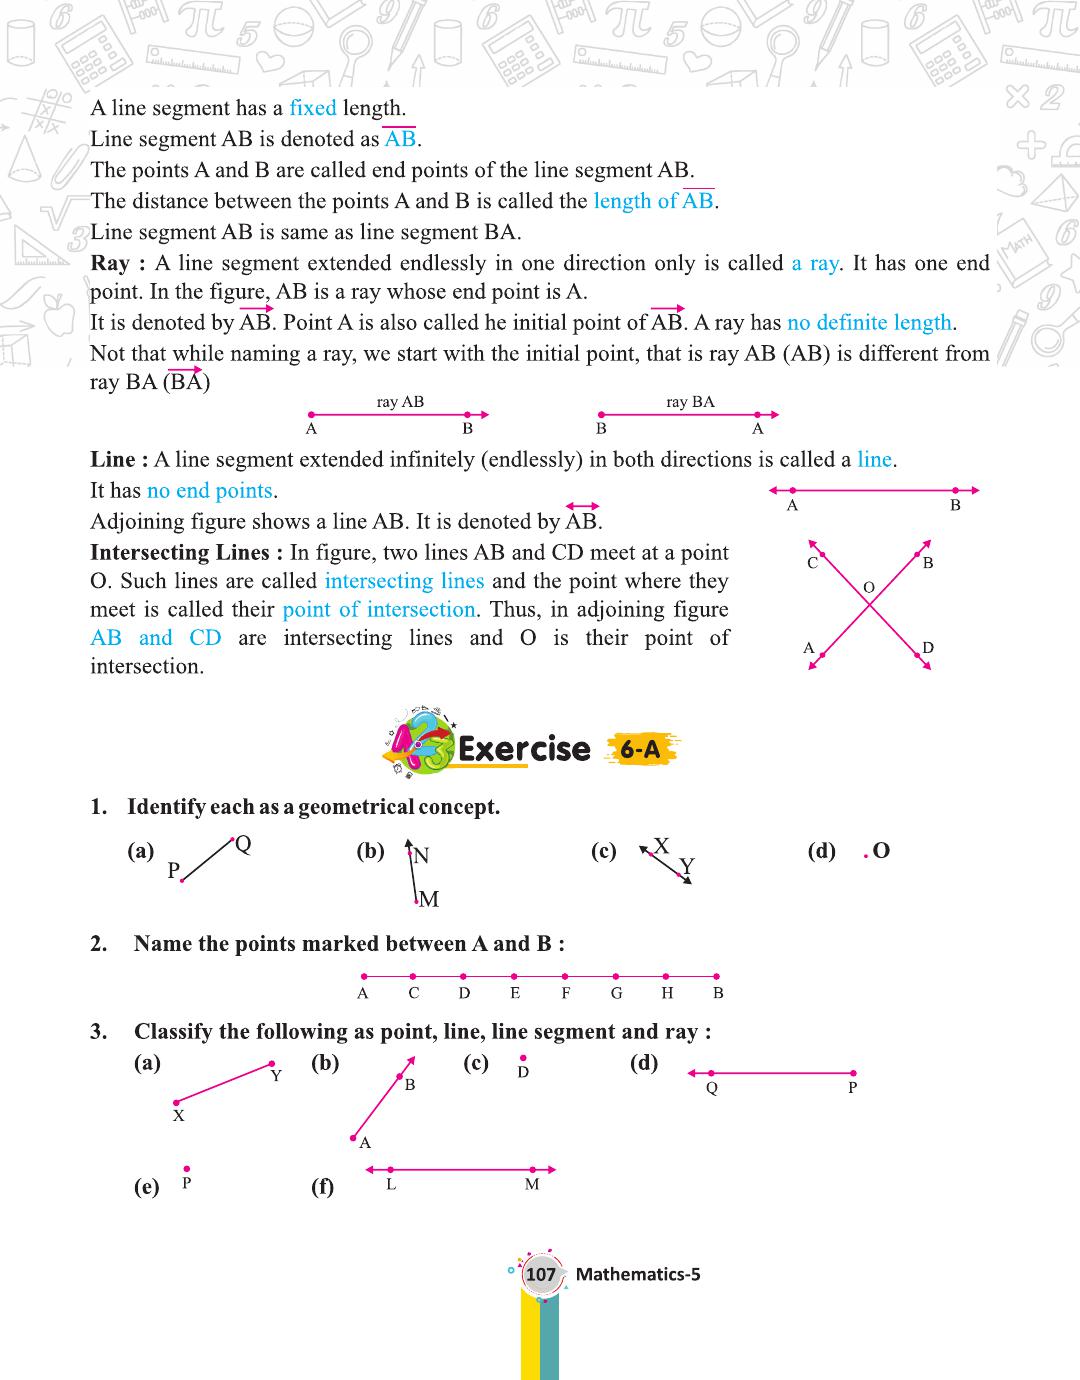 A line segment has a fixed length.
Line segment AB is denoted as AB.
The points A and B are called end points of the line segment AB.
The distance between the points A and B is called the length of AB.
Line segment AB is same as line segment BA.
Ray : A line segment extended endlessly in one direction only is called a ray. It has one end
point. In the figure, AB is a ray whose end point is A.
It is denoted by AB. Point A is also called he initial point of AB. A ray has no definite length.
Not that while naming a ray, we start with the initial point, that is ray AB (AB) is different from
ray BA (BA)
ray AB ray BA
A B B A
Line : A line segment extended infinitely (endlessly) in both directions is called a line.
It has no end points.
A B
Adjoining figure shows a line AB. It is denoted by AB.
Intersecting Lines : In figure, two lines AB and CD meet at a point
O. Such lines are called intersecting lines and the point where they
meet is called their point of intersection. Thus, in adjoining figure
AB and CD are intersecting lines and O is their point of
intersection.
C B
O
A D
Exercise 6-A
1. Identify each as a geometrical concept.
(a) P Q (b) N M (c) X Y (d) . O
2. Name the points marked between A and B :
A C D E F G H B
3. Classify the following as point, line, line segment and ray :
(a) X Y (b) A B (c) D (d) Q P
(e) P (f) L M
107 Mathematics-5